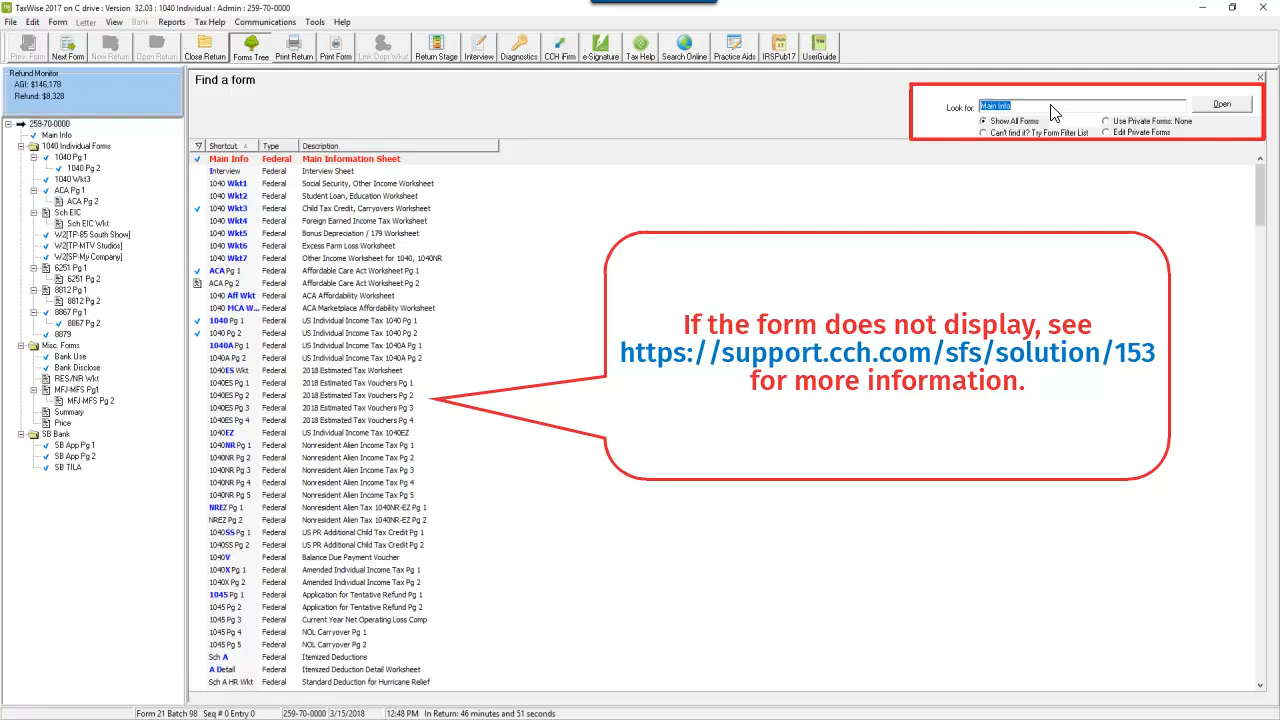 TaxWise 2017 on C drive : Version 32.03 : 1040 Individual : Admin : 259-70-0000
File Edit Form Letter View Bank Reports Tax Help Communications Tools Help
Prev. Form Next Form New Return Open Return Close Return Forms Tree Print Return Print Form Link Dep Wkst Return Stage Interview Diagnostics CCH iFirm e-Signature Tax Help Search Online Practice Aids IRSPub17 UserGuide
Refund Monitor
AGI: $146,178
Refund: $8,328
259-70-0000
Main Info
1040 Individual Forms
1040 Pg 1
1040 Pg 2
1040 Wkt3
ACA Pg 1
ACA Pg 2
Sch EIC
Sch EIC Wkt
W2[TP-85 South Show]
W2[TP-MTV Studios]
W2[SP-My Company]
6251 Pg 1
6251 Pg 2
8812 Pg 1
8812 Pg 2
8867 Pg 1
8867 Pg 2
8879
Misc. Forms
Bank Use
Bank Disclose
RES/NR Wkt
MFJ-MFS Pg1
MFJ-MFS Pg 2
Summary
Price
SB Bank
SB App Pg 1
SB App Pg 2
SB TILA
Find a form
Look for: Main Info Open
Show All Forms Use Private Forms: None
Can't find it? Try Form Filter List Edit Private Forms
Shortcut Type Description
Main Info Federal Main Information Sheet
Interview Federal Interview Sheet
1040 Wkt1 Federal Social Security, Other Income Worksheet
1040 Wkt2 Federal Student Loan, Education Worksheet
1040 Wkt3 Federal Child Tax Credit, Carryovers Worksheet
1040 Wkt4 Federal Foreign Earned Income Tax Worksheet
1040 Wkt5 Federal Bonus Depreciation / 179 Worksheet
1040 Wkt6 Federal Excess Farm Loss Worksheet
1040 Wkt7 Federal Other Income Worksheet for 1040, 1040NR
ACA Pg 1 Federal Affordable Care Act Worksheet Pg 1
ACA Pg 2 Federal Affordable Care Act Worksheet Pg 2
1040 Aff Wkt Federal ACA Affordability Worksheet
1040 MCA W... Federal ACA Marketplace Affordability Worksheet
1040 Pg 1 Federal US Individual Income Tax 1040 Pg 1
1040 Pg 2 Federal US Individual Income Tax 1040 Pg 2
1040A Pg 1 Federal US Individual Income Tax 1040A Pg 1
1040A Pg 2 Federal US Individual Income Tax 1040A Pg 2
1040ES Wkt Federal 2018 Estimated Tax Worksheet
1040ES Pg 1 Federal 2018 Estimated Tax Vouchers Pg 1
1040ES Pg 2 Federal 2018 Estimated Tax Vouchers Pg 2
1040ES Pg 3 Federal 2018 Estimated Tax Vouchers Pg 3
1040ES Pg 4 Federal 2018 Estimated Tax Vouchers Pg 4
1040EZ Federal US Individual Income Tax 1040EZ
1040NR Pg 1 Federal Nonresident Alien Income Tax Pg 1
1040NR Pg 2 Federal Nonresident Alien Income Tax Pg 2
1040NR Pg 3 Federal Nonresident Alien Income Tax Pg 3
1040NR Pg 4 Federal Nonresident Alien Income Tax Pg 4
1040NR Pg 5 Federal Nonresident Alien Income Tax Pg 5
NREZ Pg 1 Federal Nonresident Alien Tax 1040NR-EZ Pg 1
NREZ Pg 2 Federal Nonresident Alien Tax 1040NR-EZ Pg 2
1040SS Pg 1 Federal US PR Additional Child Tax Credit Pg 1
1040SS Pg 2 Federal US PR Additional Child Tax Credit Pg 2
1040V Federal Balance Due Payment Voucher
1040X Pg 1 Federal Amended Individual Income Tax Pg 1
1040X Pg 2 Federal Amended Individual Income Tax Pg 2
1045 Pg 1 Federal Application for Tentative Refund Pg 1
1045 Pg 2 Federal Application for Tentative Refund Pg 2
1045 Pg 3 Federal Current Year Net Operating Loss Comp
1045 Pg 4 Federal NOL Carryover Pg 1
1045 Pg 5 Federal NOL Carryover Pg 2
Sch A Federal Itemized Deductions
A Detail Federal Itemized Deduction Detail Worksheet
Sch A HR Wkt Federal Standard Deduction for Hurricane Relief
If the form does not display, see
https://support.cch.com/sfs/solution/153
for more information.
Form 21 Batch 98 Seq # 0 Entry 0 259-70-0000 3/15/2018 12:48 PM In Return: 46 minutes and 51 seconds